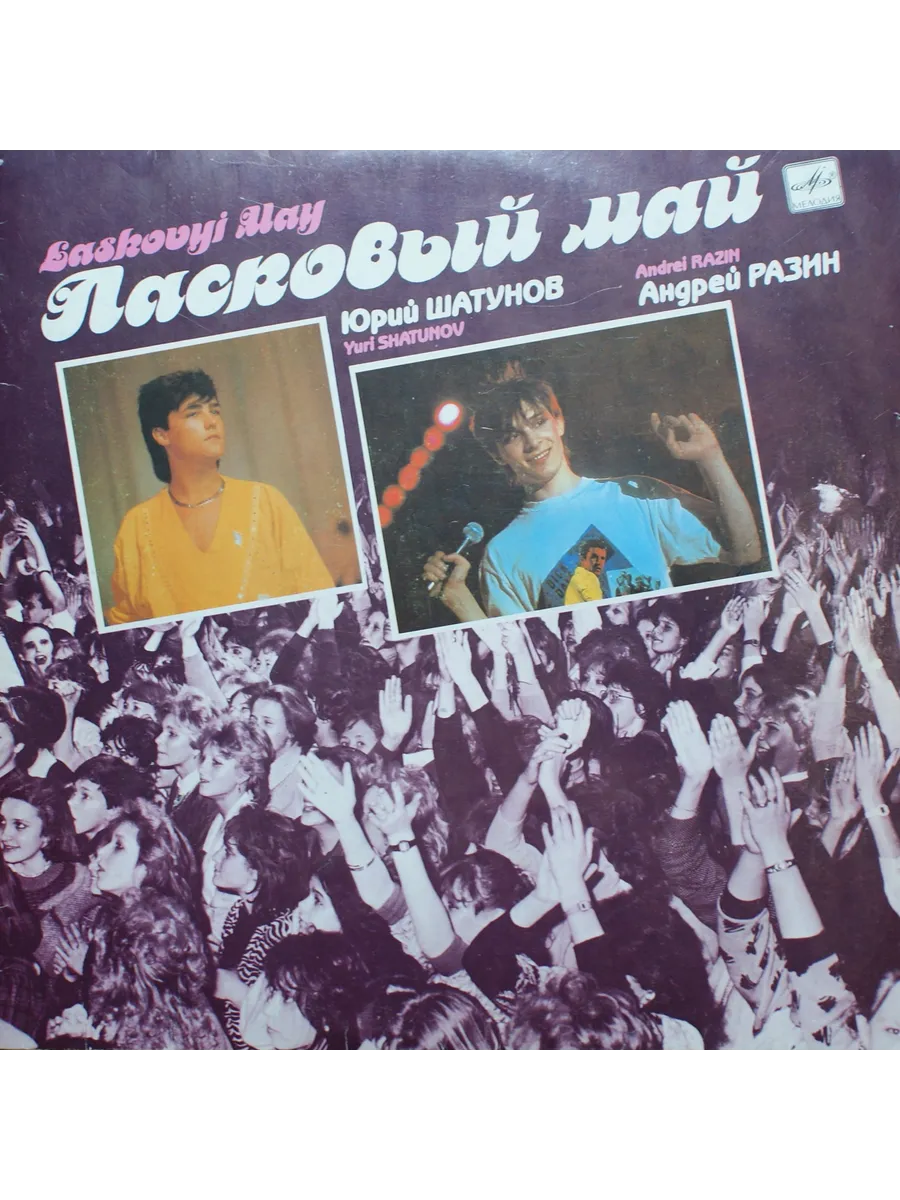 Laskovyi May
Ласковый май
Юрий ШАТУНОВ
Yuri SHATUNOV
Andrei RAZIN
Андрей РАЗИН
МЕЛОДИЯ